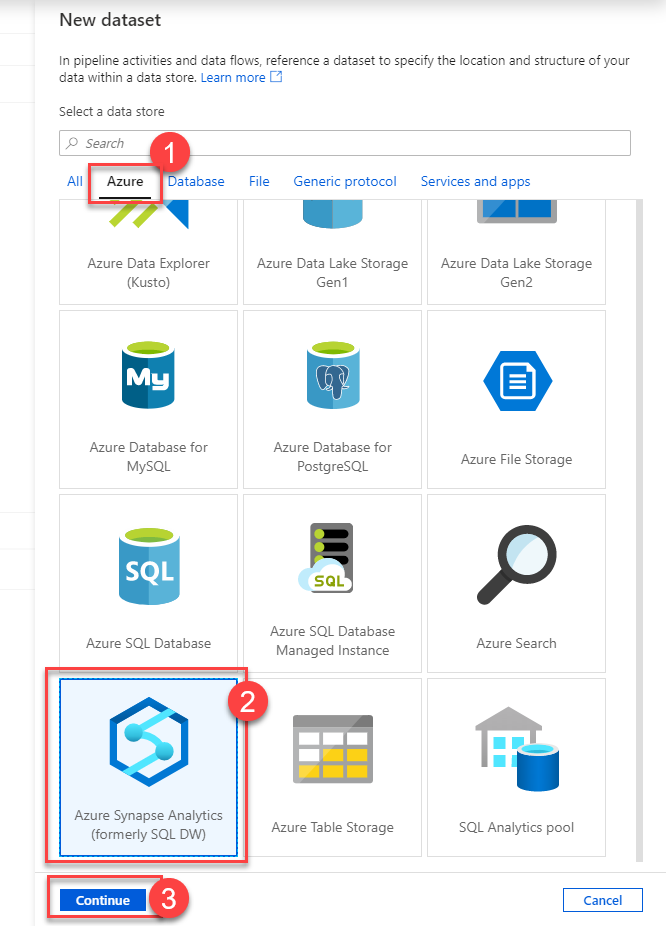 New dataset
In pipeline activities and data flows, reference a dataset to specify the location and structure of your
data within a data store. Learn more
Select a data store
Search
1
All Azure Database File Generic protocol Services and apps
Azure Data Explorer
(Kusto)
Azure Data Lake Storage
Gen1
Azure Data Lake Storage
Gen2
My
Azure Database for
MySQL
Azure Database for
PostgreSQL
Azure File Storage
SQL
Azure SQL Database
SQL
Azure SQL Database
Managed Instance
Azure Search
2
Azure Synapse Analytics
(formerly SQL DW)
Azure Table Storage
SQL Analytics pool
Continue
3
Cancel